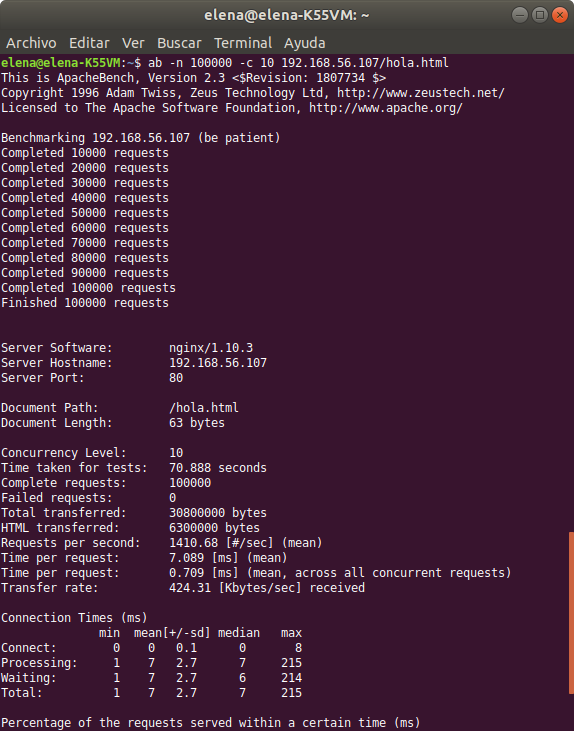 elena@elena-K55VM: ~
Archivo Editar Ver Buscar Terminal Ayuda
elena@elena-K55VM:~$ ab -n 100000 -c 10 192.168.56.107/hola.html
This is ApacheBench, Version 2.3 <$Revision: 1807734 $>
Copyright 1996 Adam Twiss, Zeus Technology Ltd, http://www.zeustech.net/
Licensed to The Apache Software Foundation, http://www.apache.org/

Benchmarking 192.168.56.107 (be patient)
Completed 10000 requests
Completed 20000 requests
Completed 30000 requests
Completed 40000 requests
Completed 50000 requests
Completed 60000 requests
Completed 70000 requests
Completed 80000 requests
Completed 90000 requests
Completed 100000 requests
Finished 100000 requests


Server Software:        nginx/1.10.3
Server Hostname:        192.168.56.107
Server Port:            80

Document Path:          /hola.html
Document Length:        63 bytes

Concurrency Level:      10
Time taken for tests:   70.888 seconds
Complete requests:      100000
Failed requests:        0
Total transferred:      30800000 bytes
HTML transferred:       6300000 bytes
Requests per second:    1410.68 [#/sec] (mean)
Time per request:       7.089 [ms] (mean)
Time per request:       0.709 [ms] (mean, across all concurrent requests)
Transfer rate:          424.31 [Kbytes/sec] received

Connection Times (ms)
              min  mean[+/-sd] median   max
Connect:        0    0   0.1      0       8
Processing:     1    7   2.7      7     215
Waiting:        1    7   2.7      6     214
Total:          1    7   2.7      7     215

Percentage of the requests served within a certain time (ms)